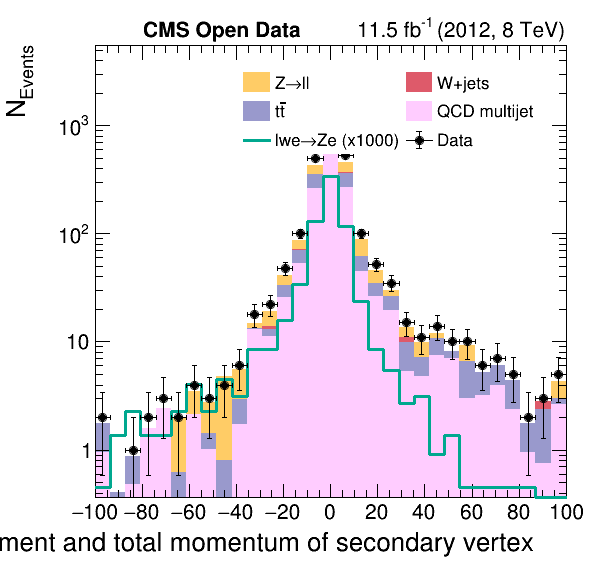 CMS Open Data 11.5 fb⁻¹ (2012, 8 TeV)
N_Events
Z→ll W+jets
tt̄ QCD multijet
lwe→Ze (x1000) Data
10³
10²
10
1
−100 −80 −60 −40 −20 0 20 40 60 80 100
ment and total momentum of secondary vertex